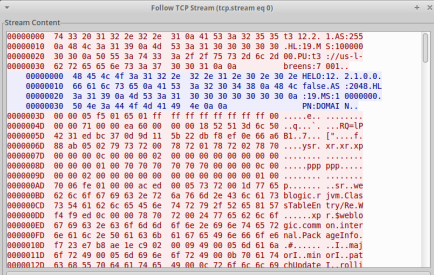 Follow TCP Stream (tcp.stream eq 0)
Stream Content
00000000 74 33 20 31 32 2e 32 2e 31 0a 41 53 3a 32 35 35 t3 12.2. 1.AS:255
00000010 0a 48 4c 3a 31 39 0a 4d 53 3a 31 30 30 30 30 30 .HL:19.M S:100000
00000020 30 30 0a 50 55 3a 74 33 3a 2f 2f 75 73 2d 6c 2d 00.PU:t3 ://us-l-
00000030 62 72 65 65 6e 73 3a 37 30 30 31 0a 0a breens:7 001..
00000000 48 45 4c 4f 3a 31 32 2e 32 2e 31 2e 30 2e 30 2e HELO:12. 2.1.0.0.
00000010 66 61 6c 73 65 0a 41 53 3a 32 30 34 38 0a 48 4c false.AS :2048.HL
00000020 3a 31 39 0a 4d 53 3a 31 30 30 30 30 30 30 30 0a :19.MS:1 0000000.
00000030 50 4e 3a 44 4f 4d 41 49 4e 0a 0a PN:DOMAI N..
0000003D 00 00 05 f5 01 65 01 ff ff ff ff ff ff ff ff 00 .....e.. ........
0000004D 00 00 71 00 00 ea 60 00 00 00 18 52 51 3d 6c 50
0000005D 42 31 ed bc 37 0d 9d 11 5b 22 db f8 ef 0e 66 a6
0000006D 88 ab 05 02 79 73 72 00 78 72 01 78 72 02 78 70 ....ysr. xr.xr.xp
0000007D 00 00 00 0c 00 00 00 02 00 00 00 00 00 00 00 00 ........ ........
0000008D 00 00 00 01 00 70 70 70 70 70 70 00 00 00 0c 00 .....ppp ppp.....
0000009D 00 00 02 00 00 00 00 00 00 00 00 00 00 00 01 00 ........ ........
000000AD 70 06 fe 01 00 00 ac ed 00 05 73 72 00 1d 77 65 p....... ..sr..we
000000BD 62 6c 6f 67 69 63 2e 72 6a 76 6d 2e 43 6c 61 73 blogic.r jvm.Clas
000000CD 73 54 61 62 6c 65 45 6e 74 72 79 2f 52 65 81 57 sTableEn try/Re.W
000000DD f4 f9 ed 0c 00 00 78 70 72 00 24 77 65 62 6c 6f ......xp r.$weblo
000000ED 67 69 63 2e 63 6f 6d 6d 6f 6e 2e 69 6e 74 65 72
000000FD 6e 61 6c 2e 50 61 63 6b 61 67 65 49 6e 66 6f e6 nal.Pack ageInfo.
0000010D f7 23 e7 b8 ae 1e c9 02 00 09 49 00 05 6d 61 6a .#...... ..I..maj
0000011D 6f 72 49 00 05 6d 69 6e 6f 72 49 00 0b 70 61 74 orI..min orI..pat
0000012D 63 68 55 70 64 61 74 65 49 00 0c 72 6f 6c 6c 69 chUpdate I..rolli